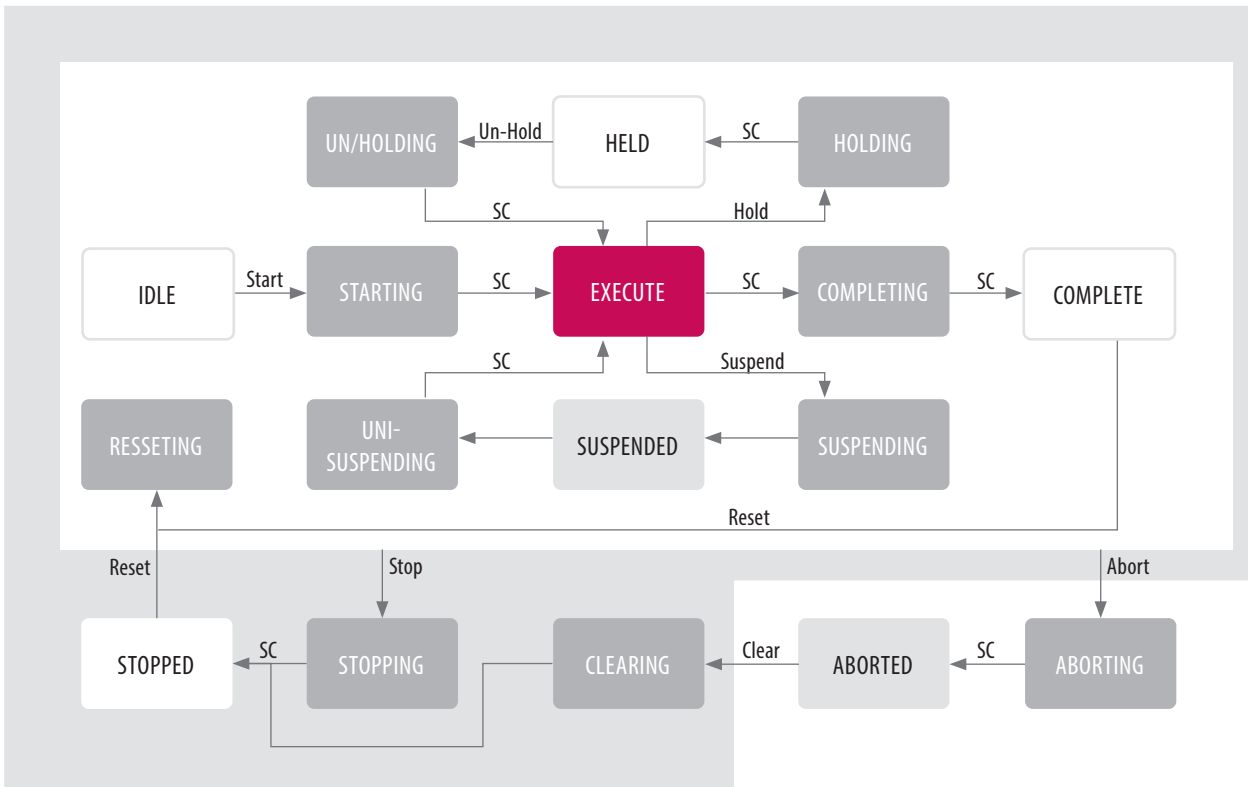 UN/HOLDING
Un-Hold
HELD
SC
HOLDING
SC
Hold
IDLE
Start
STARTING
SC
EXECUTE
SC
COMPLETING
SC
COMPLETE
SC
Suspend
RESSETING
UNI-
SUSPENDING
SUSPENDED
SUSPENDING
Reset
Reset
Stop
Abort
STOPPED
SC
STOPPING
CLEARING
Clear
ABORTED
SC
ABORTING